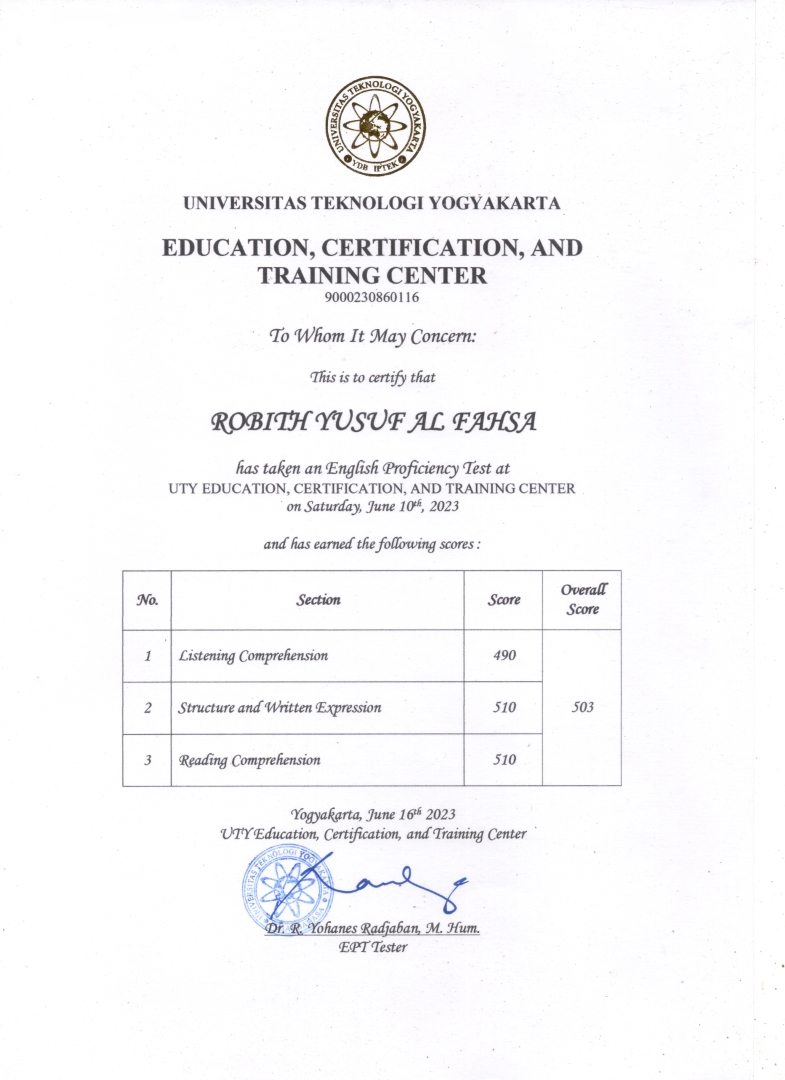 UNIVERSITAS TEKNOLOGI YOGYAKARTA
YDB IPTEK
UNIVERSITAS TEKNOLOGI YOGYAKARTA
EDUCATION, CERTIFICATION, AND
TRAINING CENTER
9000230860116
To Whom It May Concern:
This is to certify that
ROBITH YUSUF AL FAHSA
has taken an English Proficiency Test at
UTY EDUCATION, CERTIFICATION, AND TRAINING CENTER
on Saturday, June 10th, 2023
and has earned the following scores :
No. Section Score Overall Score
1 Listening Comprehension 490
2 Structure and Written Expression 510 503
3 Reading Comprehension 510
Yogyakarta, June 16th 2023
UTY Education, Certification, and Training Center
UNIVERSITAS TEKNOLOGI YOGYAKARTA
Dr. R. Yohanes Radjaban, M. Hum.
EPT Tester